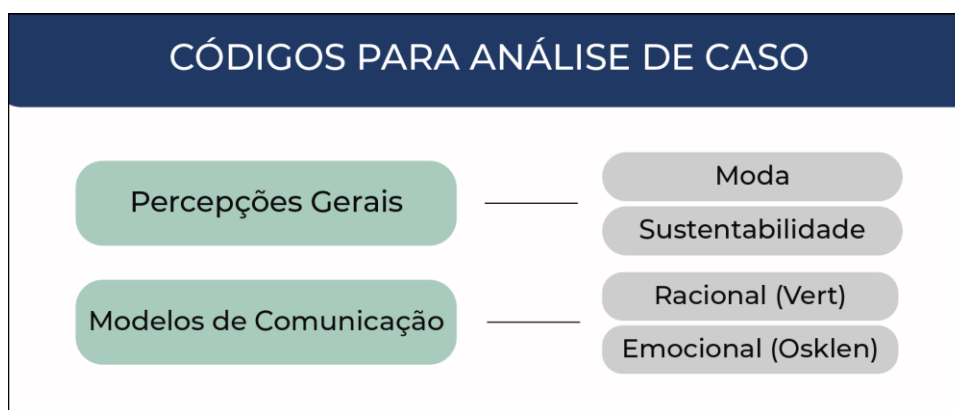 CÓDIGOS PARA ANÁLISE DE CASO
Percepções Gerais
Moda
Sustentabilidade
Modelos de Comunicação
Racional (Vert)
Emocional (Osklen)